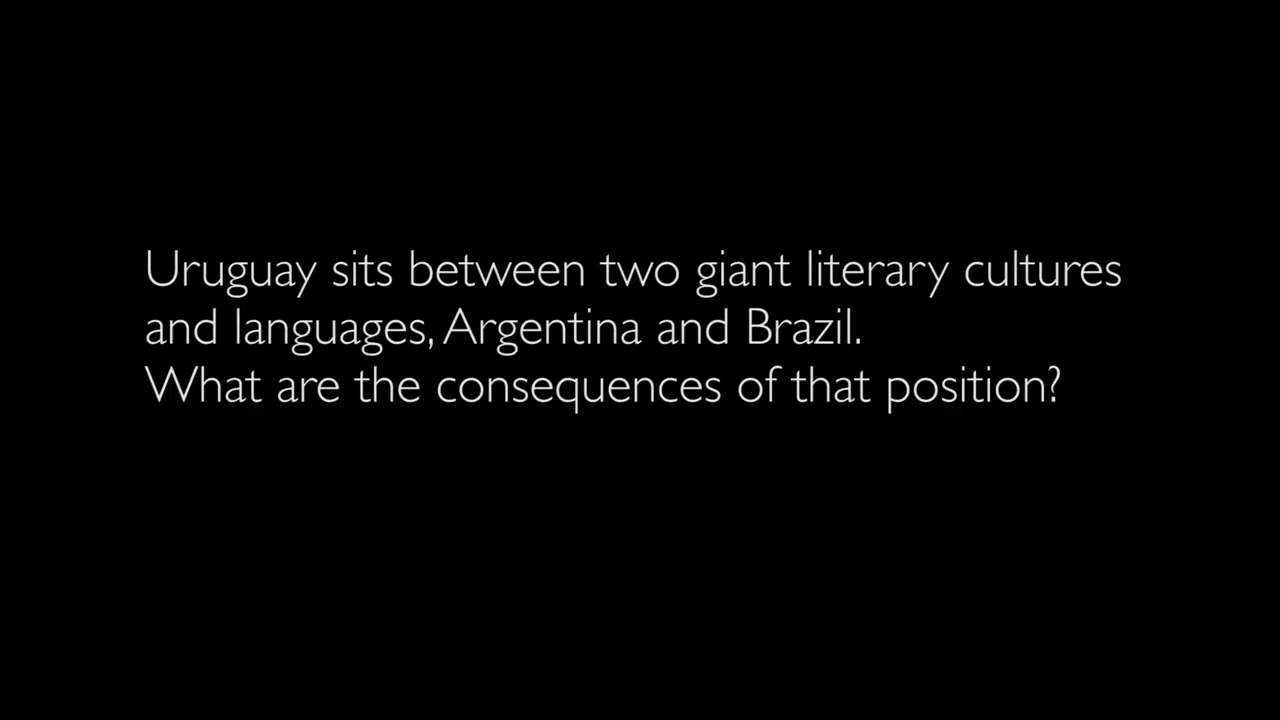 Uruguay sits between two giant literary cultures
and languages, Argentina and Brazil.
What are the consequences of that position?